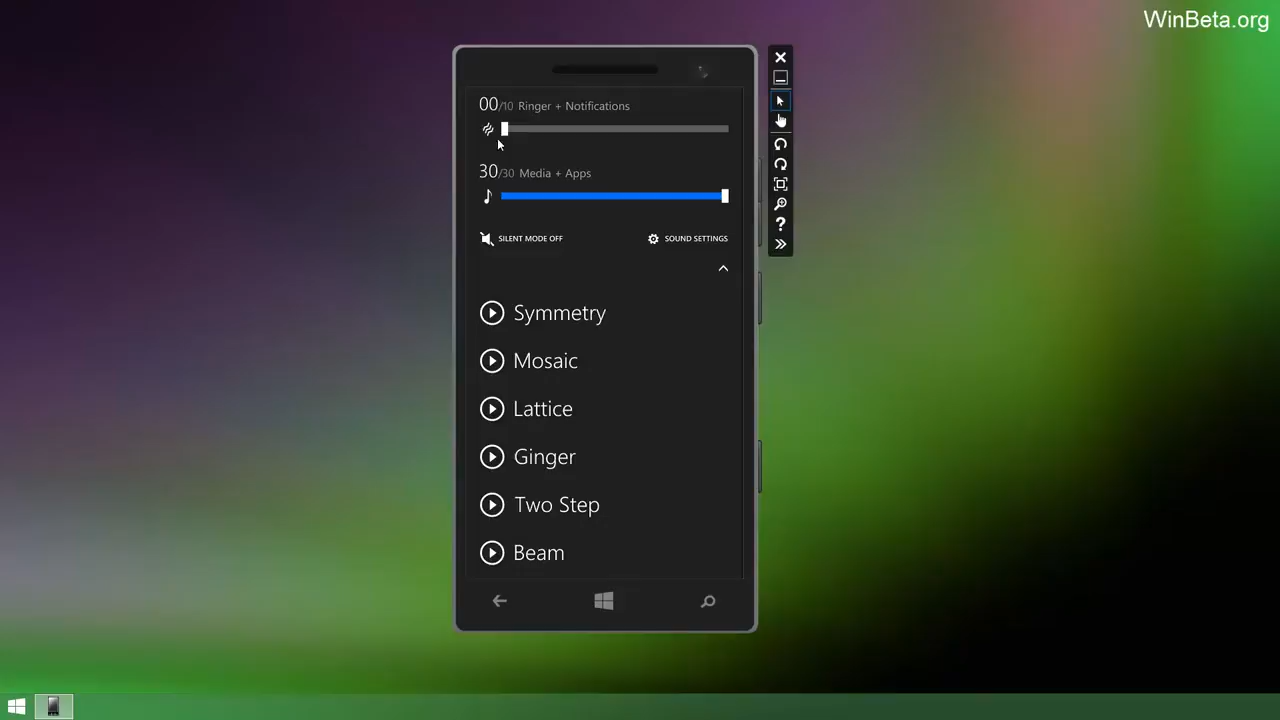 WinBeta.org
00/10 Ringer + Notifications
30/30 Media + Apps
SILENT MODE OFF
SOUND SETTINGS
Symmetry
Mosaic
Lattice
Ginger
Two Step
Beam